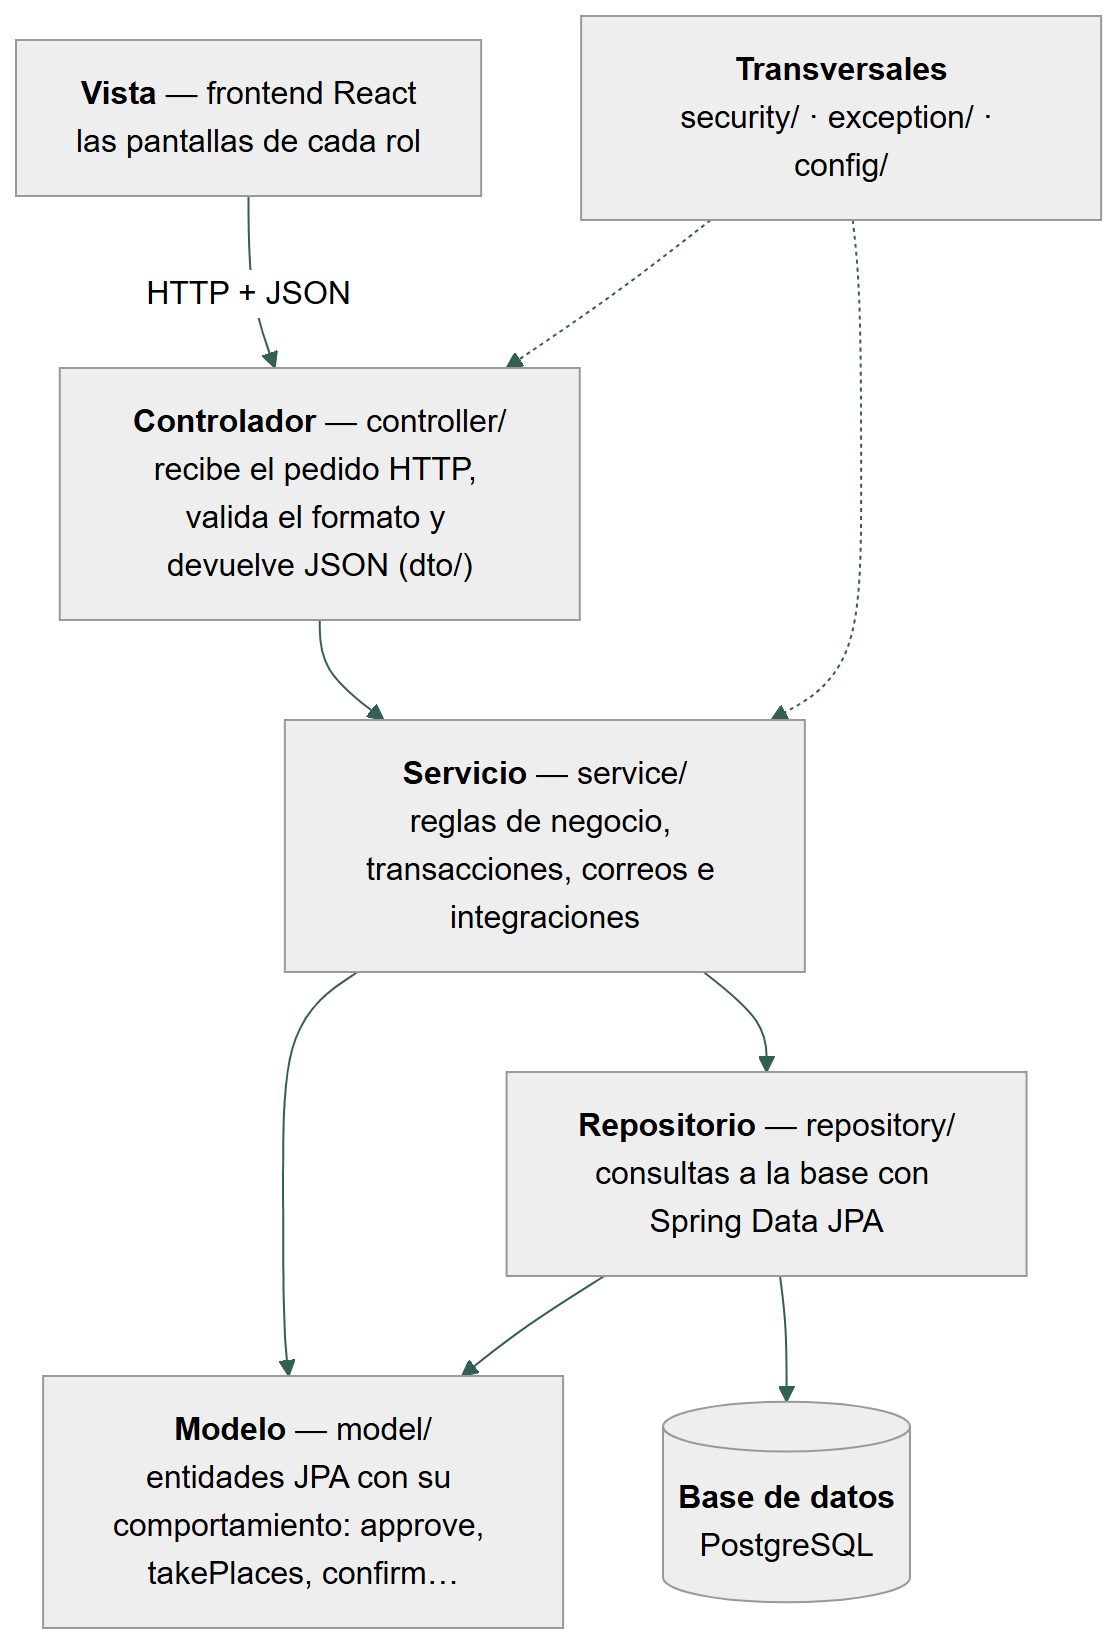 Vista — frontend React
las pantallas de cada rol
Transversales
security/ · exception/ ·
config/
HTTP + JSON
Controlador — controller/
recibe el pedido HTTP,
valida el formato y
devuelve JSON (dto/)
Servicio — service/
reglas de negocio,
transacciones, correos e
integraciones
Repositorio — repository/
consultas a la base con
Spring Data JPA
Modelo — model/
entidades JPA con su
comportamiento: approve,
takePlaces, confirm…
Base de datos
PostgreSQL